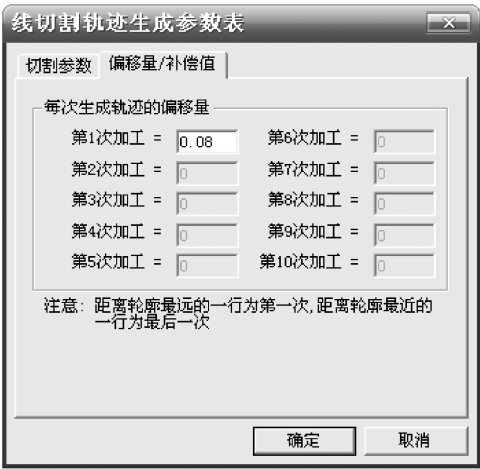 线切割轨迹生成参数表
切割参数 偏移量/补偿值
每次生成轨迹的偏移量
第1次加工 = 0.08 第6次加工 = 0
第2次加工 = 0 第7次加工 = 0
第3次加工 = 0 第8次加工 = 0
第4次加工 = 0 第9次加工 = 0
第5次加工 = 0 第10次加工 = 0
注意: 距离轮廓最远的一行为第一次,距离轮廓最近的
一行为最后一次
确定 取消